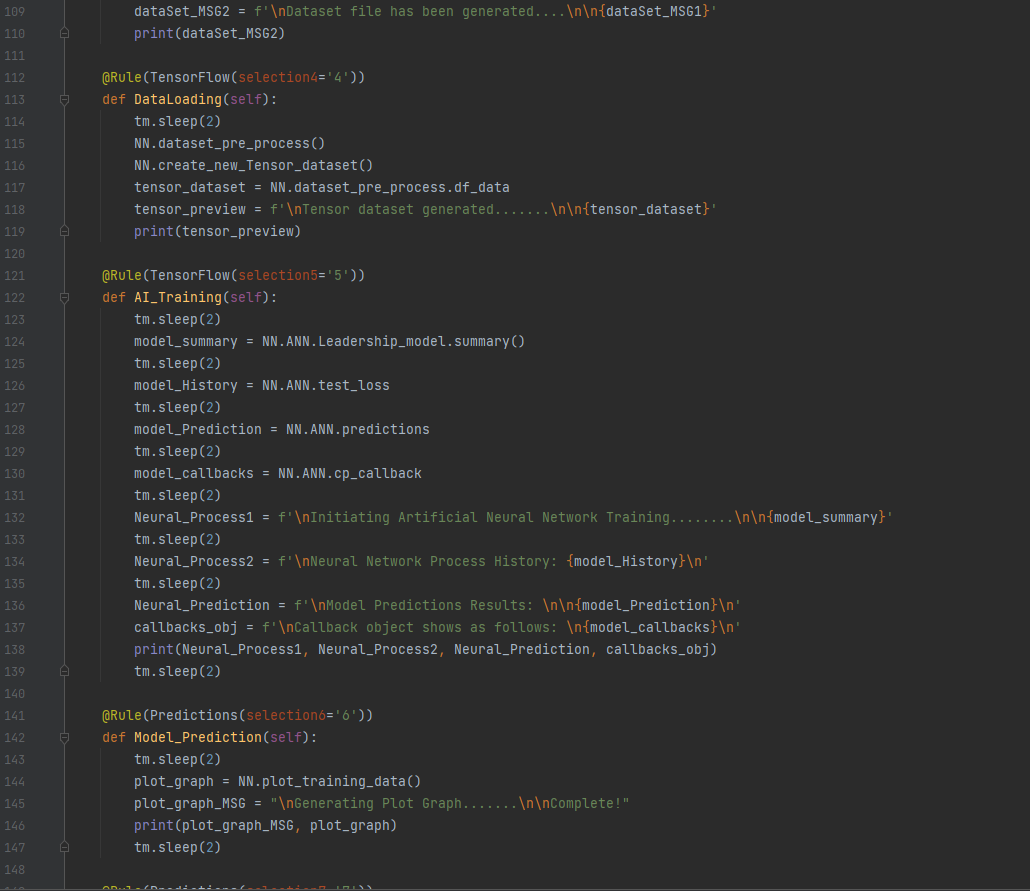 109 dataSet_MSG2 = f'\nDataset file has been generated....\n\n{dataSet_MSG1}'
110 print(dataSet_MSG2)
111
112 @Rule(TensorFlow(selection4='4'))
113 def DataLoading(self):
114 tm.sleep(2)
115 NN.dataset_pre_process()
116 NN.create_new_Tensor_dataset()
117 tensor_dataset = NN.dataset_pre_process.df_data
118 tensor_preview = f'\nTensor dataset generated.......\n\n{tensor_dataset}'
119 print(tensor_preview)
120
121 @Rule(TensorFlow(selection5='5'))
122 def AI_Training(self):
123 tm.sleep(2)
124 model_summary = NN.ANN.Leadership_model.summary()
125 tm.sleep(2)
126 model_History = NN.ANN.test_loss
127 tm.sleep(2)
128 model_Prediction = NN.ANN.predictions
129 tm.sleep(2)
130 model_callbacks = NN.ANN.cp_callback
131 tm.sleep(2)
132 Neural_Process1 = f'\nInitiating Artificial Neural Network Training........\n\n{model_summary}'
133 tm.sleep(2)
134 Neural_Process2 = f'\nNeural Network Process History: {model_History}\n'
135 tm.sleep(2)
136 Neural_Prediction = f'\nModel Predictions Results: \n\n{model_Prediction}\n'
137 callbacks_obj = f'\nCallback object shows as follows: \n{model_callbacks}\n'
138 print(Neural_Process1, Neural_Process2, Neural_Prediction, callbacks_obj)
139 tm.sleep(2)
140
141 @Rule(Predictions(selection6='6'))
142 def Model_Prediction(self):
143 tm.sleep(2)
144 plot_graph = NN.plot_training_data()
145 plot_graph_MSG = "\nGenerating Plot Graph.......\n\nComplete!"
146 print(plot_graph_MSG, plot_graph)
147 tm.sleep(2)
148
149 @Rule(Predictions(selection7='7'))